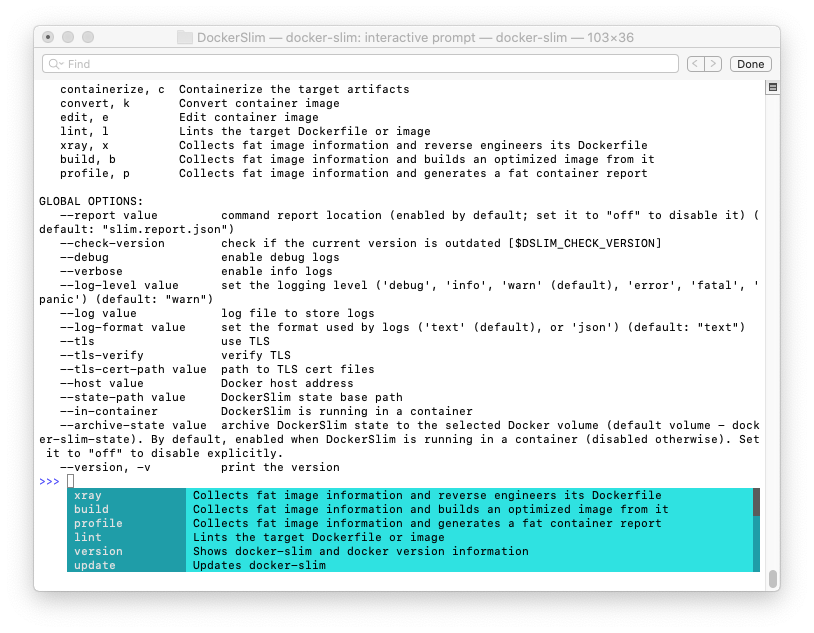 DockerSlim — docker-slim: interactive prompt — docker-slim — 103×36
Find
Done
containerize, c  Containerize the target artifacts
convert, k       Convert container image
edit, e          Edit container image
lint, l          Lints the target Dockerfile or image
xray, x          Collects fat image information and reverse engineers its Dockerfile
build, b         Collects fat image information and builds an optimized image from it
profile, p       Collects fat image information and generates a fat container report
GLOBAL OPTIONS:
--report value         command report location (enabled by default; set it to "off" to disable it) (
default: "slim.report.json")
--check-version        check if the current version is outdated [$DSLIM_CHECK_VERSION]
--debug                enable debug logs
--verbose              enable info logs
--log-level value      set the logging level ('debug', 'info', 'warn' (default), 'error', 'fatal', '
panic') (default: "warn")
--log value            log file to store logs
--log-format value     set the format used by logs ('text' (default), or 'json') (default: "text")
--tls                  use TLS
--tls-verify           verify TLS
--tls-cert-path value  path to TLS cert files
--host value           Docker host address
--state-path value     DockerSlim state base path
--in-container         DockerSlim is running in a container
--archive-state value  archive DockerSlim state to the selected Docker volume (default volume - dock
er-slim-state). By default, enabled when DockerSlim is running in a container (disabled otherwise). Set
it to "off" to disable explicitly.
--version, -v          print the version
>>>
xray             Collects fat image information and reverse engineers its Dockerfile
build            Collects fat image information and builds an optimized image from it
profile          Collects fat image information and generates a fat container report
lint             Lints the target Dockerfile or image
version          Shows docker-slim and docker version information
update           Updates docker-slim